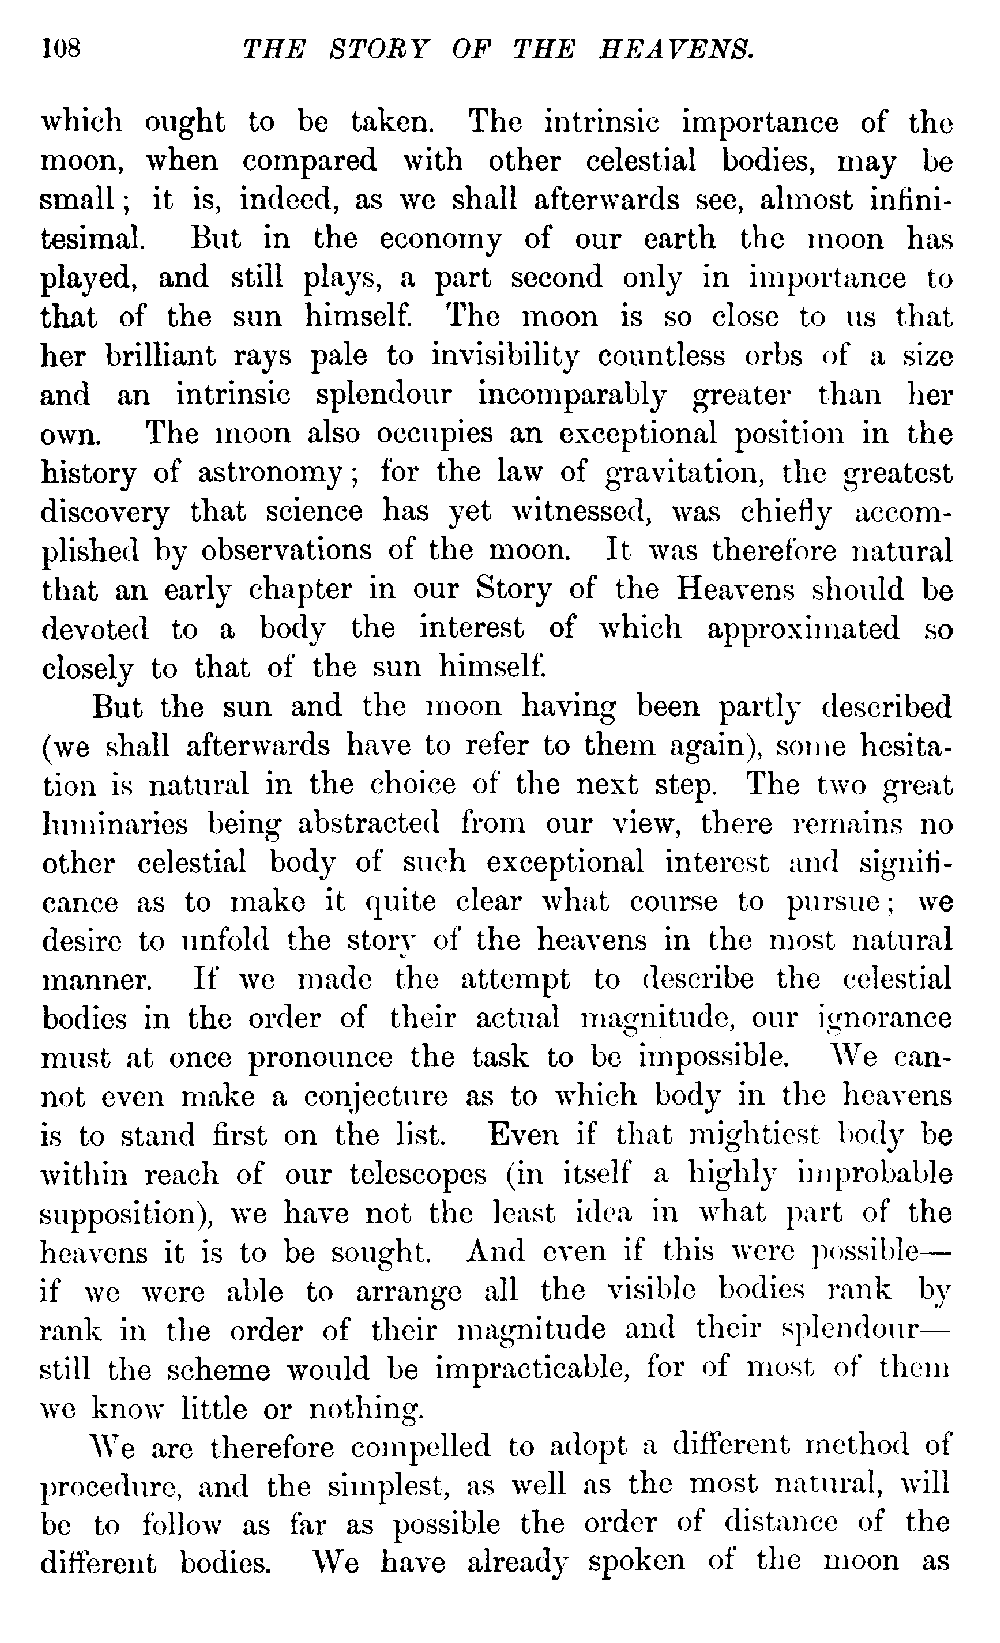 108 THE STORY OF THE HEAVENS.
which ought to be taken. The intrinsic importance of the
moon, when compared with other celestial bodies, may be
small; it is, indeed, as we shall afterwards see, almost infini-
tesimal. But in the economy of our earth the moon has
played, and still plays, a part second only in importance to
that of the sun himself. The moon is so close to us that
her brilliant rays pale to invisibility countless orbs of a size
and an intrinsic splendour incomparably greater than her
own. The moon also occupies an exceptional position in the
history of astronomy; for the law of gravitation, the greatest
discovery that science has yet witnessed, was chiefly accom-
plished by observations of the moon. It was therefore natural
that an early chapter in our Story of the Heavens should be
devoted to a body the interest of which approximated so
closely to that of the sun himself.
But the sun and the moon having been partly described
(we shall afterwards have to refer to them again), some hesita-
tion is natural in the choice of the next step. The two great
luminaries being abstracted from our view, there remains no
other celestial body of such exceptional interest and signifi-
cance as to make it quite clear what course to pursue; we
desire to unfold the story of the heavens in the most natural
manner. If we made the attempt to describe the celestial
bodies in the order of their actual magnitude, our ignorance
must at once pronounce the task to be impossible. We can-
not even make a conjecture as to which body in the heavens
is to stand first on the list. Even if that mightiest body be
within reach of our telescopes (in itself a highly improbable
supposition), we have not the least idea in what part of the
heavens it is to be sought. And even if this were possible—
if we were able to arrange all the visible bodies rank by
rank in the order of their magnitude and their splendour—
still the scheme would be impracticable, for of most of them
we know little or nothing.
We are therefore compelled to adopt a different method of
procedure, and the simplest, as well as the most natural, will
be to follow as far as possible the order of distance of the
different bodies. We have already spoken of the moon as